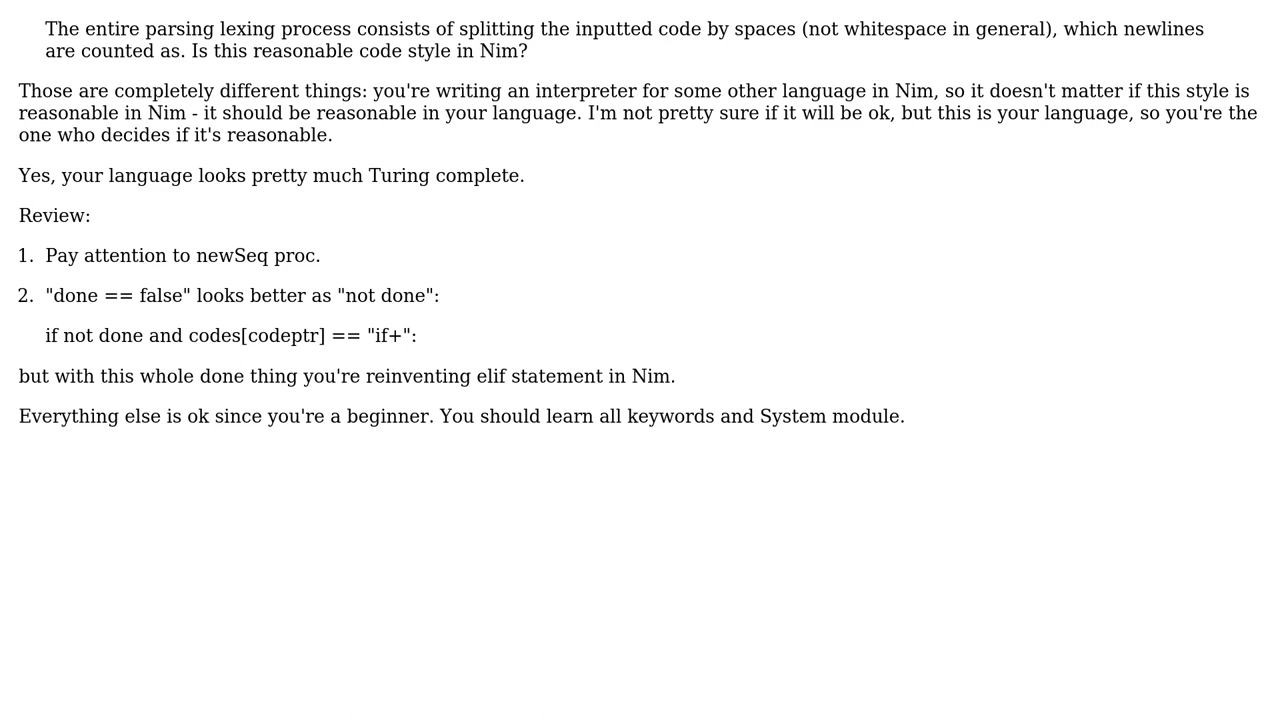 The entire parsing lexing process consists of splitting the inputted code by spaces (not whitespace in general), which newlines
are counted as. Is this reasonable code style in Nim?
Those are completely different things: you're writing an interpreter for some other language in Nim, so it doesn't matter if this style is
reasonable in Nim - it should be reasonable in your language. I'm not pretty sure if it will be ok, but this is your language, so you're the
one who decides if it's reasonable.
Yes, your language looks pretty much Turing complete.
Review:
1. Pay attention to newSeq proc.
2. "done == false" looks better as "not done":
if not done and codes[codeptr] == "if+":
but with this whole done thing you're reinventing elif statement in Nim.
Everything else is ok since you're a beginner. You should learn all keywords and System module.